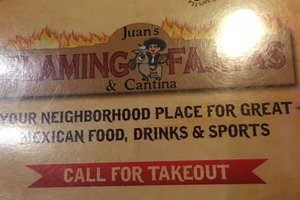 Juan's
FLAMING FAJITAS
& Cantina
YOUR NEIGHBORHOOD PLACE FOR GREAT
MEXICAN FOOD, DRINKS & SPORTS
CALL FOR TAKEOUT